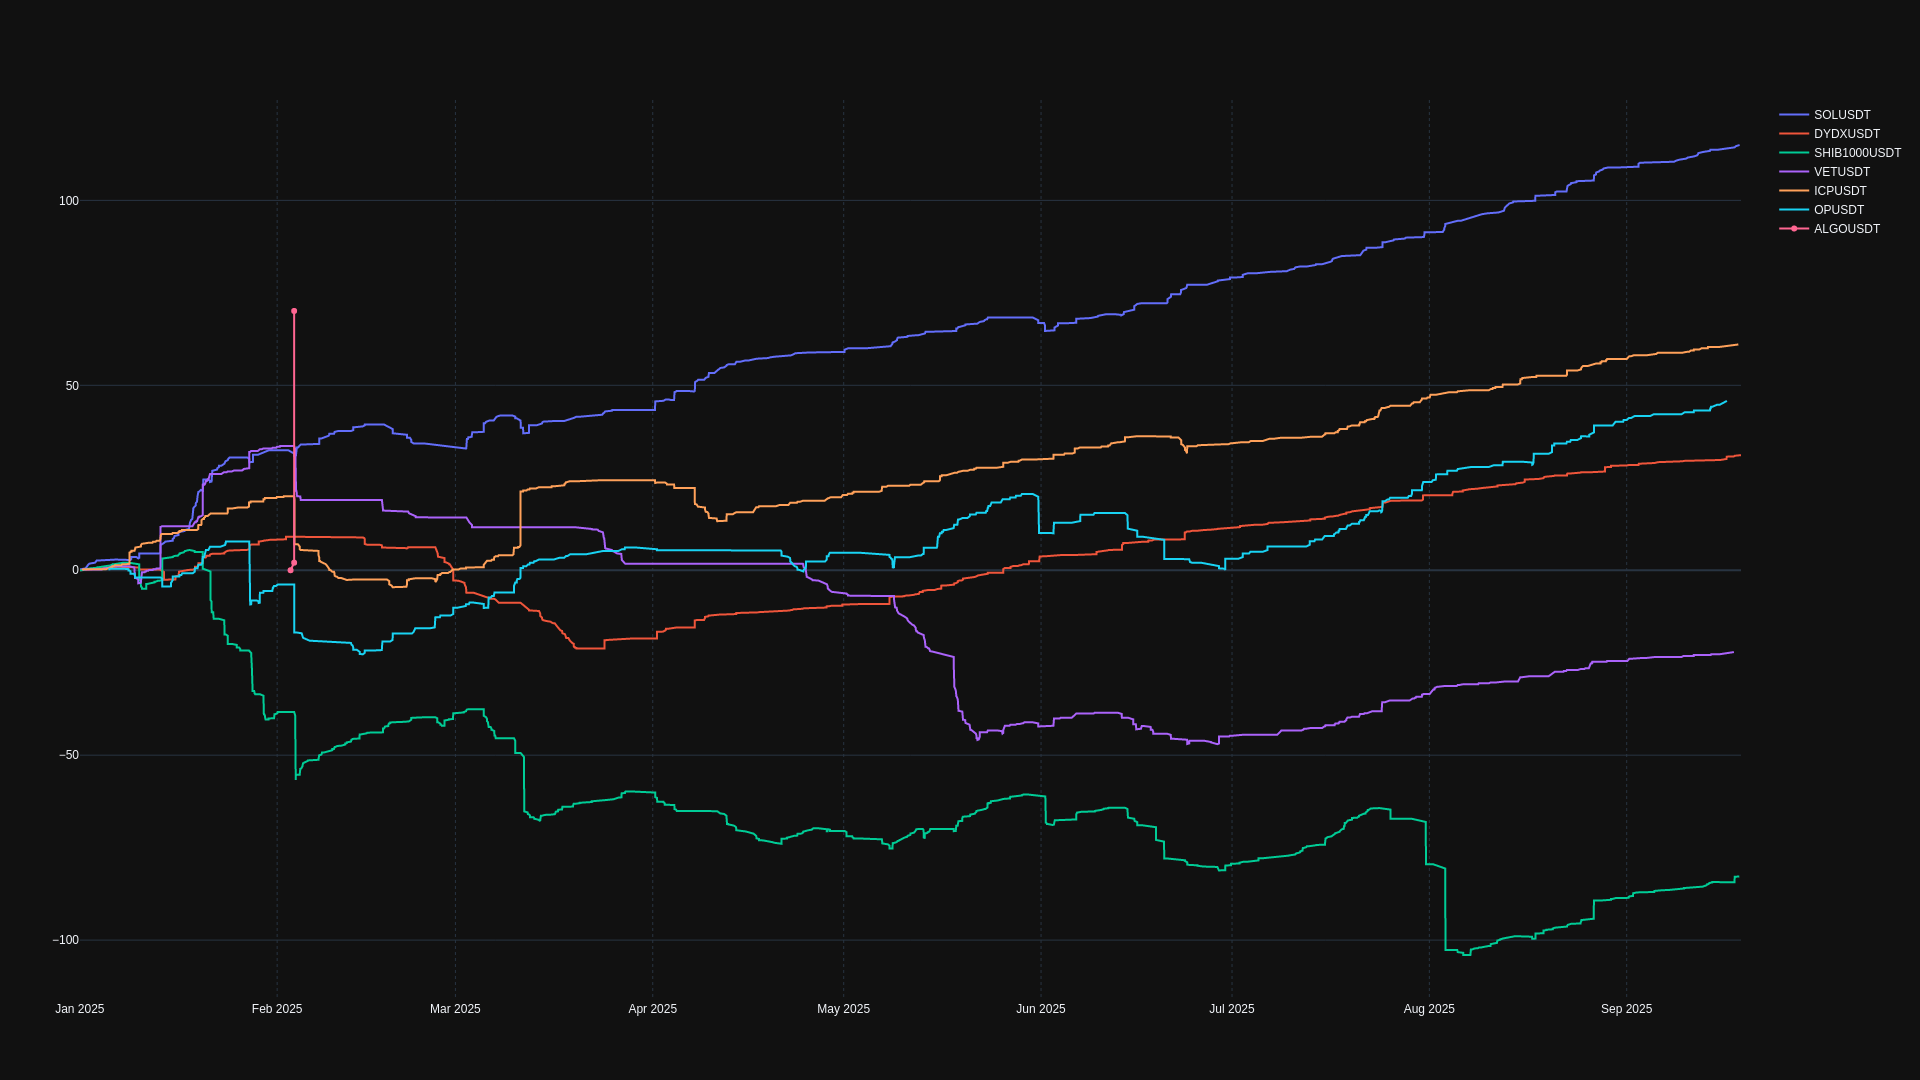 SOLUSDT
DYDXUSDT
SHIB1000USDT
VETUSDT
ICPUSDT
OPUSDT
ALGOUSDT
100
50
0
−50
−100
Jan 2025
Feb 2025
Mar 2025
Apr 2025
May 2025
Jun 2025
Jul 2025
Aug 2025
Sep 2025